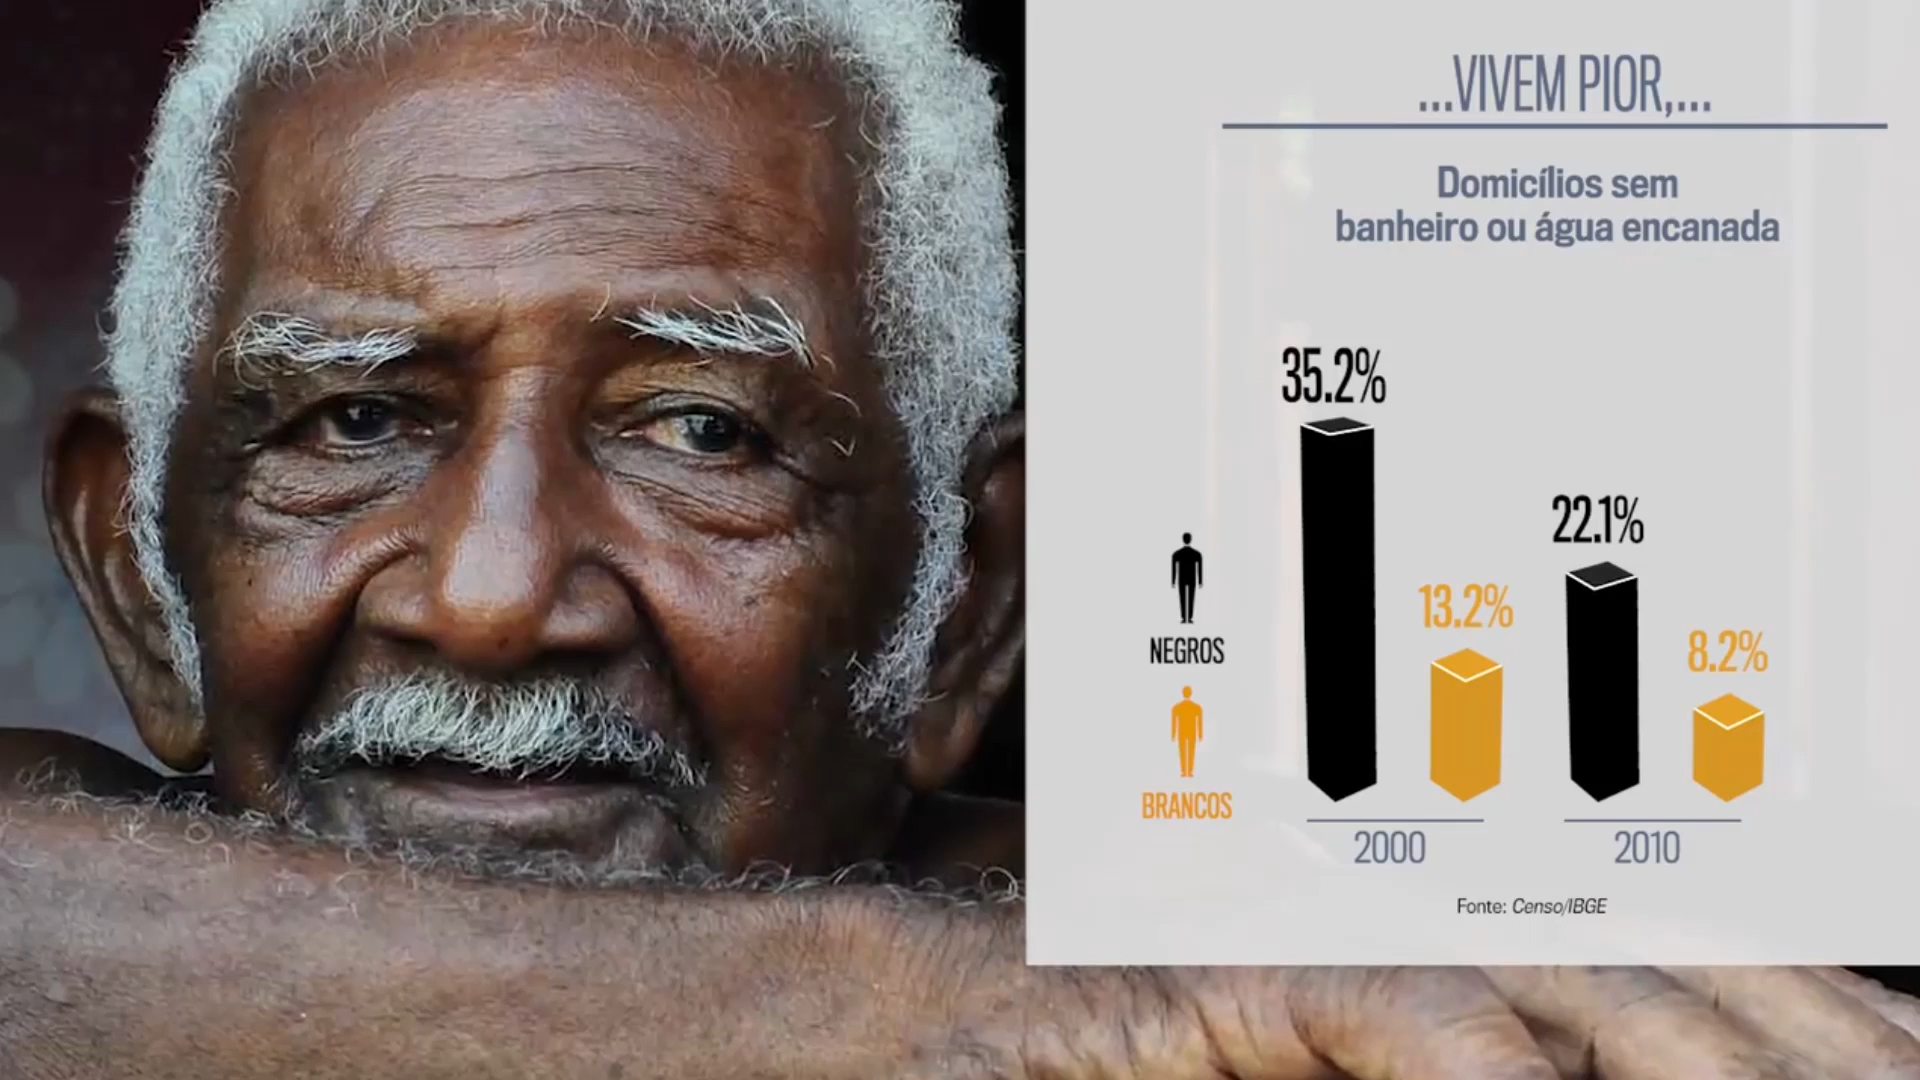 ...VIVEM PIOR,...
Domicílios sem
banheiro ou água encanada
35.2%
22.1%
13.2%
8.2%
NEGROS
BRANCOS
2000
2010
Fonte: Censo/IBGE